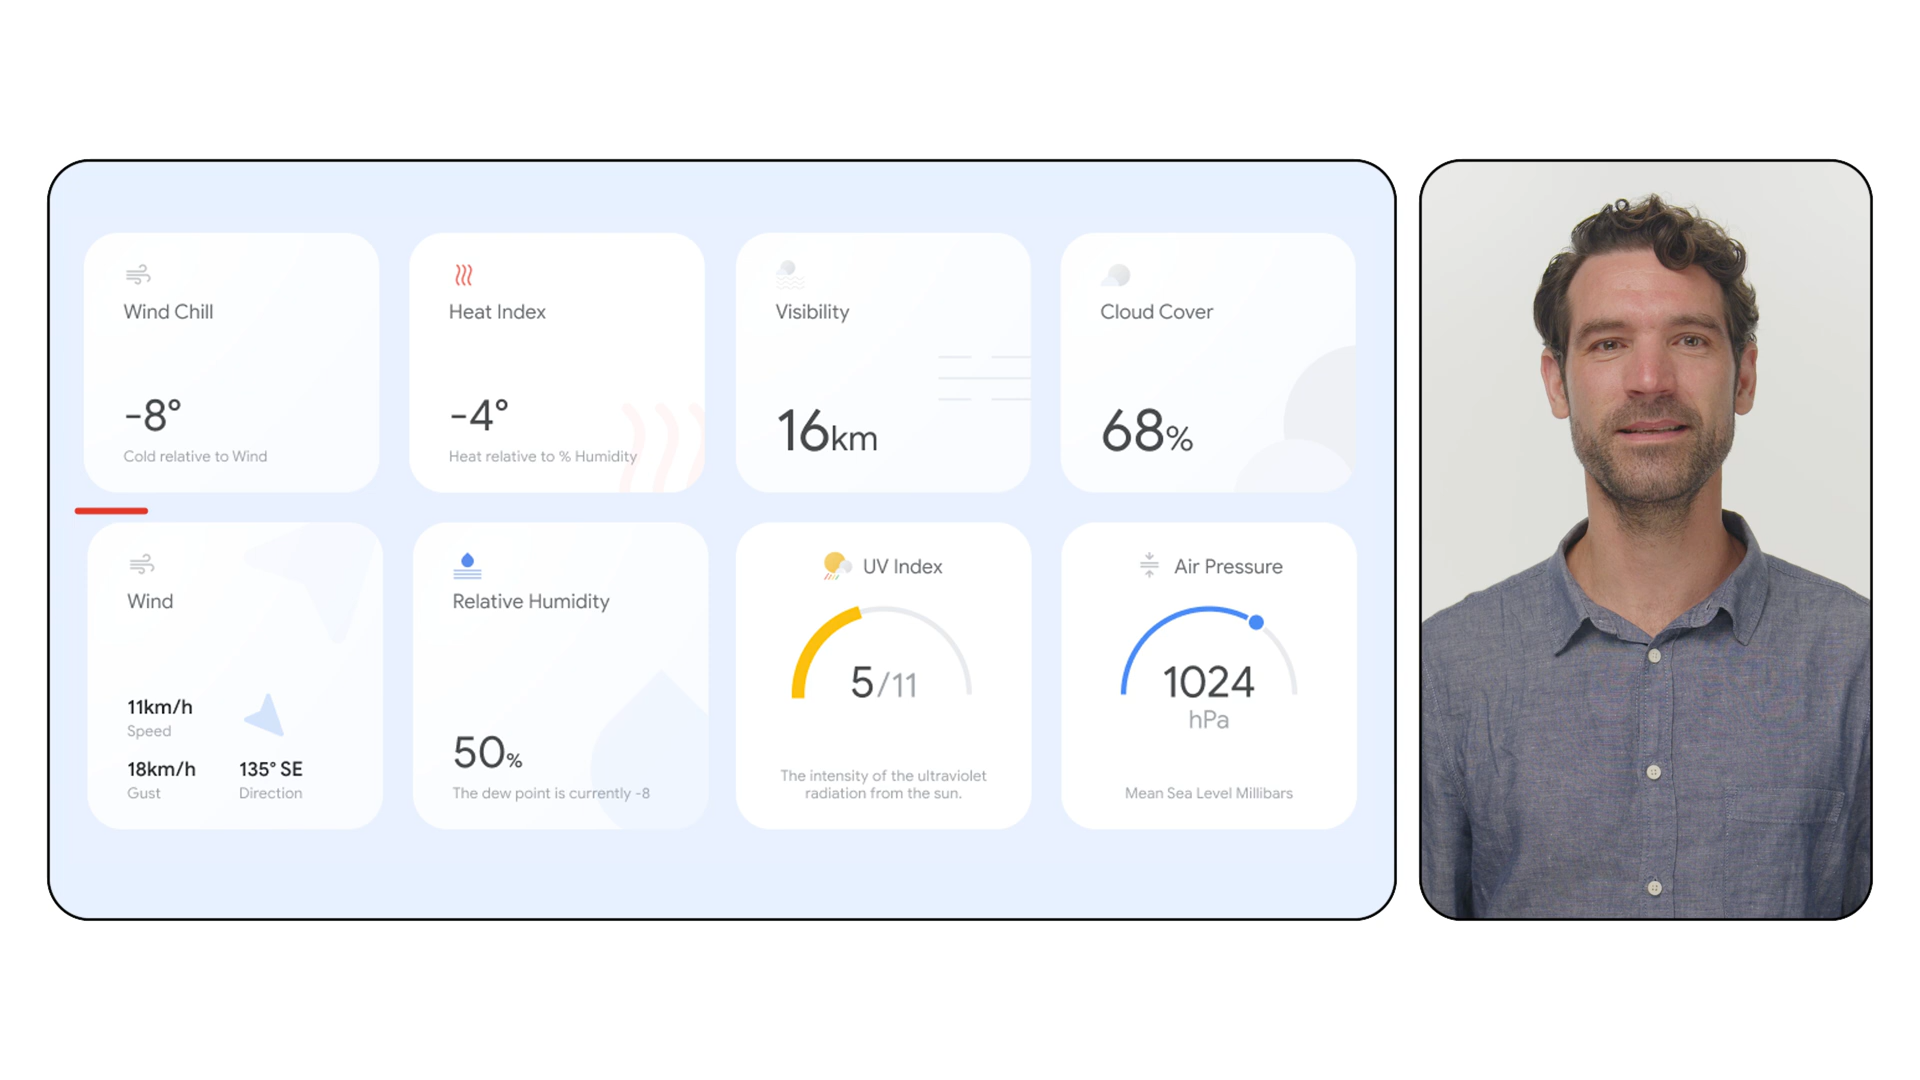 Wind Chill
-8°
Cold relative to Wind
Heat Index
-4°
Heat relative to % Humidity
Visibility
16km
Cloud Cover
68%
Wind
11km/h
Speed
18km/h
Gust
135° SE
Direction
Relative Humidity
50%
The dew point is currently -8
UV Index
5/11
The intensity of the ultraviolet
radiation from the sun.
Air Pressure
1024
hPa
Mean Sea Level Millibars